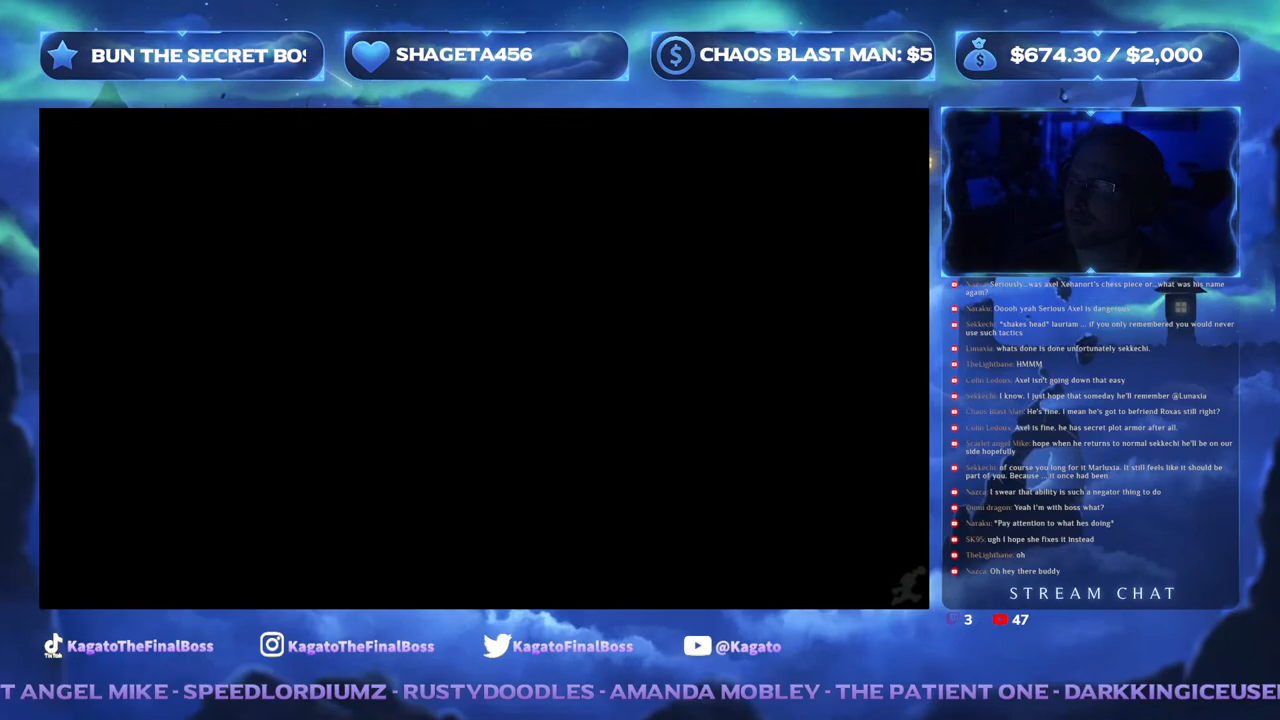 BUN THE SECRET BOS
SHAGETA456
CHAOS BLAST MAN: $5
$674.30 / $2,000
Nazca: Seriously.. was axel Xehanort's chess piece or.. what was his name
again?
Naraku: Ooooh yeah Serious Axel is dangerous
Sekkechi: *shakes head* lauriam ... if you only remembered you would never
use such tactics
Lunaxia: whats done is done unfortunately sekkechi.
TheLightbane: HMMM
Collin Ledoux: Axel isn't going down that easy
Sekkechi: I know. I just hope that someday he'll remember @Lunaxia
Chaos Blast Man: He's fine. I mean he's got to befriend Roxas still right?
Collin Ledoux: Axel is fine, he has secret plot armor after all.
Scarlet angel Mike: hope when he returns to normal sekkechi he'll be on our
side hopefully
Sekkechi: of course you long for it Marluxia. It still feels like it should be
part of you. Because ... it once had been
Nazca: I swear that ability is such a negator thing to do
dragon: Yeah I'm with boss what?
Naraku: *Pay attention to what hes doing*
SK95: ugh I hope she fixes it instead
TheLightbane: oh
Nazca: Oh hey there buddy
STREAM CHAT
3
47
KagatoTheFinalBoss
KagatoTheFinalBoss
KagatoFinalBoss
@Kagato
T ANGEL MIKE - SPEEDLORDIUMZ - RUSTYDOODLES - AMANDA MOBLEY - THE PATIENT ONE - DARKKINGICEUSE